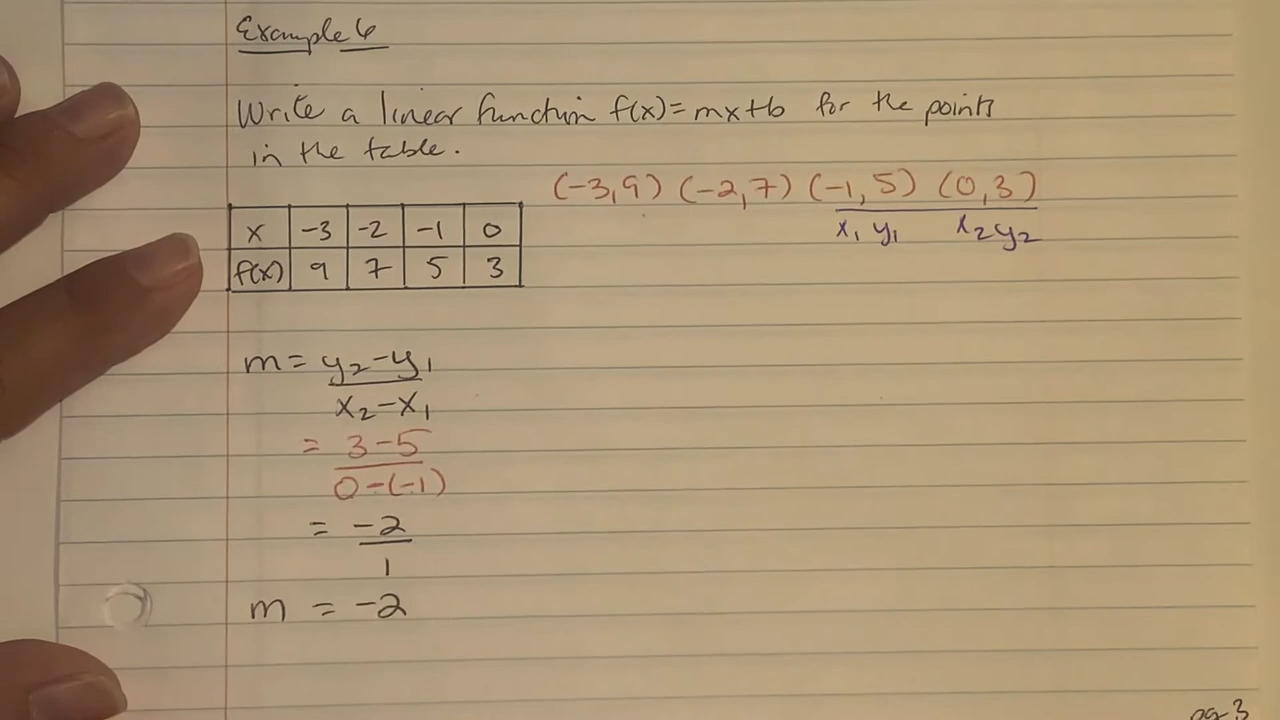 Example 6
Write a linear function f(x)=mx+b for the points
in the table.
(-3,9) (-2,7) (-1,5) (0,3)
x₁ y₁ x₂ y₂
x -3 -2 -1 0
f(x) 9 7 5 3
m = y₂-y₁
x₂-x₁
= 3-5
0-(-1)
= -2
1
m = -2
pg 3